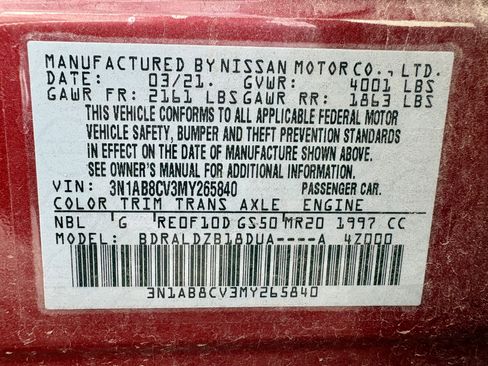 MANUFACTURED BY NISSAN MOTOR CO., LTD.
DATE: 03/21. GVWR: 4001 LBS
GAWR FR: 2161 LBS GAWR RR: 1863 LBS
THIS VEHICLE CONFORMS TO ALL APPLICABLE FEDERAL MOTOR
VEHICLE SAFETY, BUMPER AND THEFT PREVENTION STANDARDS
IN EFFECT ON THE DATE OF MANUFACTURE SHOWN ABOVE.
SEE OWNER'S MANUAL FOR ADDITIONAL INFORMATION.
VIN: 3N1AB8CV3MY265840 PASSENGER CAR.
COLOR TRIM TRANS AXLE ENGINE
NBL G RE0F10D GS50 MR20 1997 CC
MODEL: BDRALDZB18DUA----A 4Z000
3N1AB8CV3MY265840